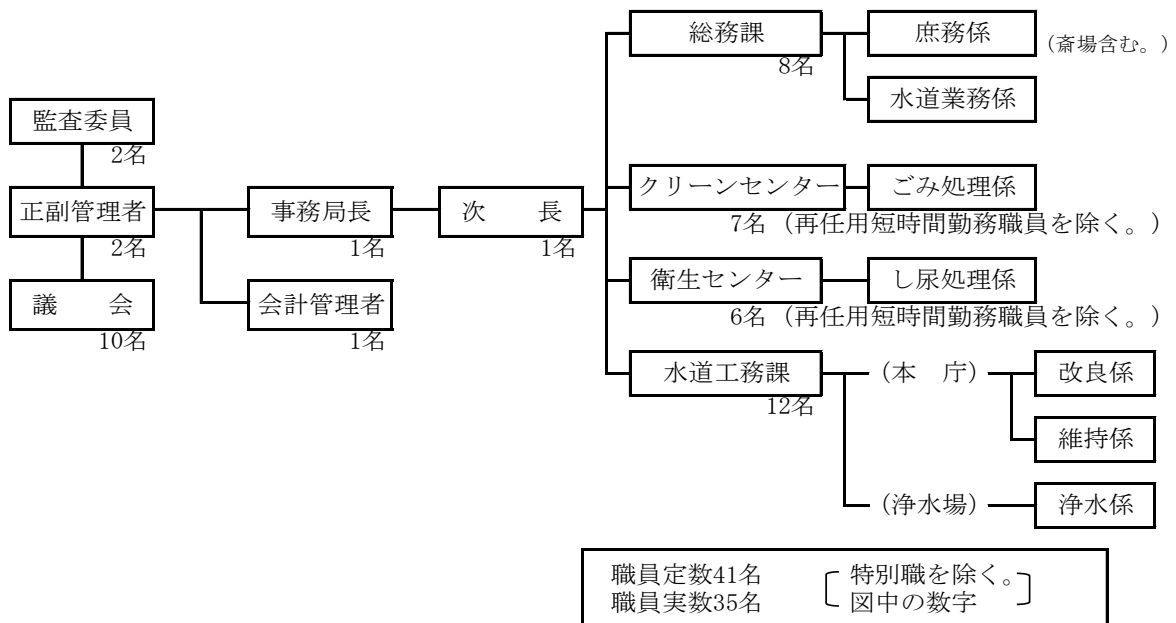 組織機構図
総務課
8名
庶務係
(斎場含む。)
水道業務係
監査委員
2名
正副管理者
2名
議　　会
10名
事務局長
1名
会計管理者
1名
次　　長
1名
クリーンセンター
ごみ処理係
7名（再任用短時間勤務職員を除く。）
衛生センター
し尿処理係
6名（再任用短時間勤務職員を除く。）
水道工務課
12名
（本　庁）
改良係
維持係
（浄水場）
浄水係
職員定数41名　特別職を除く。
職員実数35名　図中の数字